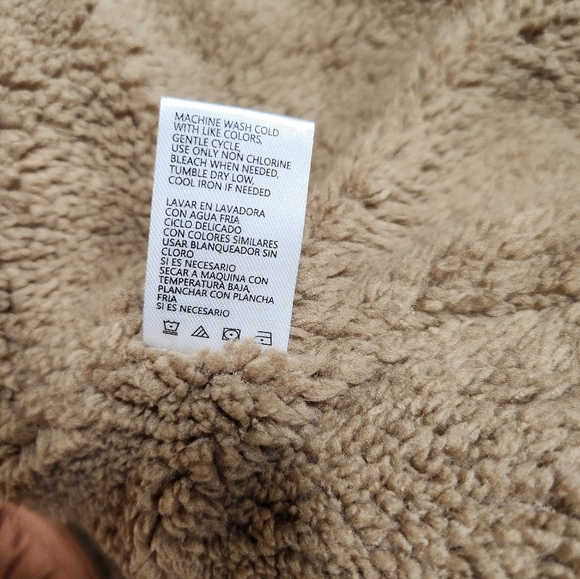 MACHINE WASH COLD
WITH LIKE COLORS,
GENTLE CYCLE,
USE ONLY NON CHLORINE
BLEACH WHEN NEEDED,
TUMBLE DRY LOW,
COOL IRON IF NEEDED
LAVAR EN LAVADORA
CON AGUA FRIA
CICLO DELICADO
CON COLORES SIMILARES
USAR BLANQUEADOR SIN
CLORO
SI ES NECESARIO
SECAR A MAQUINA CON
TEMPERATURA BAJA
PLANCHAR CON PLANCHA
FRIA
SI ES NECESARIO